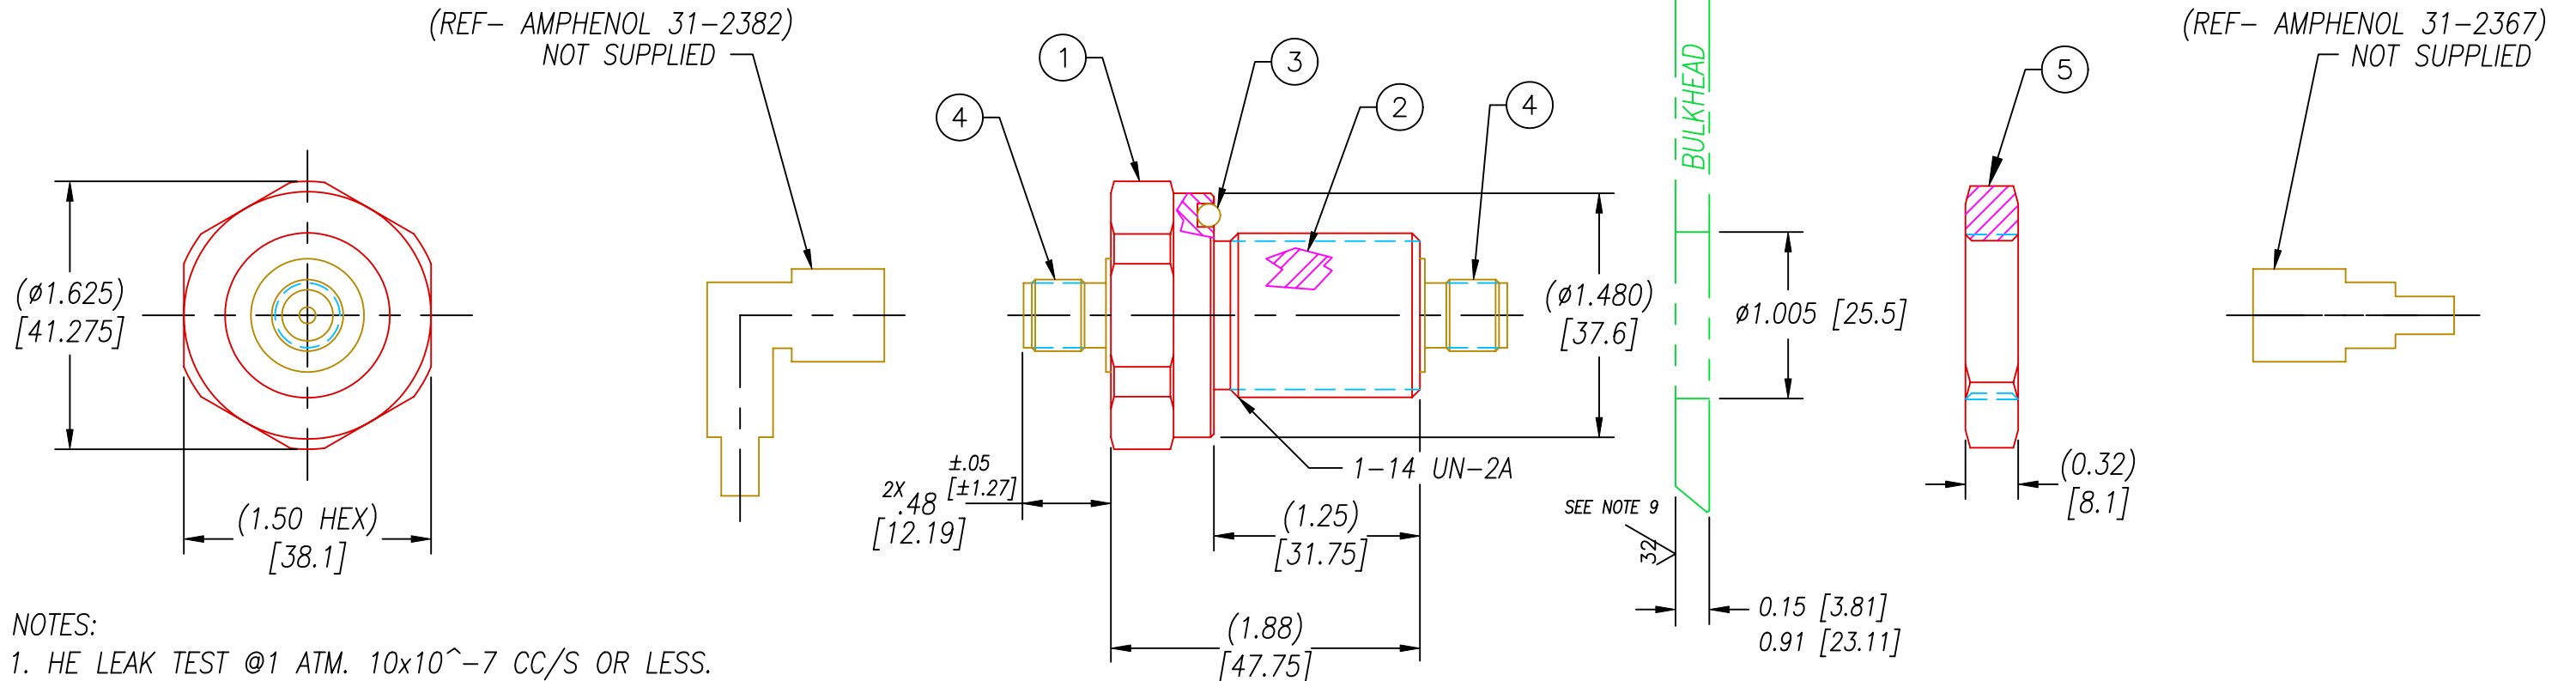 (REF- AMPHENOL 31-2382)
NOT SUPPLIED
(REF- AMPHENOL 31-2367)
NOT SUPPLIED
1
3
4
2
4
5
BULKHEAD
(ø1.625)
[41.275]
(1.50 HEX)
[38.1]
(ø1.480)
[37.6]
ø1.005 [25.5]
1-14 UN-2A
2X .48 ±.05
[12.19] [±1.27]
(1.25)
[31.75]
(1.88)
[47.75]
SEE NOTE 9
32
0.15 [3.81]
0.91 [23.11]
(0.32)
[8.1]
NOTES:
1. HE LEAK TEST @1 ATM. 10x10^-7 CC/S OR LESS.